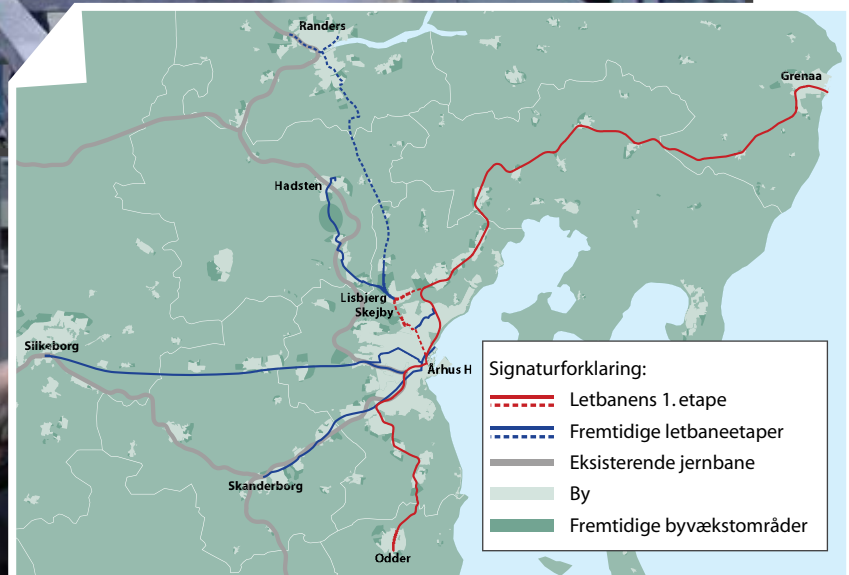 Randers
Grenaa
Hadsten
Lisbjerg
Skejby
Silkeborg
Århus H
Skanderborg
Odder
Signaturforklaring:
Letbanens 1. etape
Fremtidige letbaneetaper
Eksisterende jernbane
By
Fremtidige byvækstområder